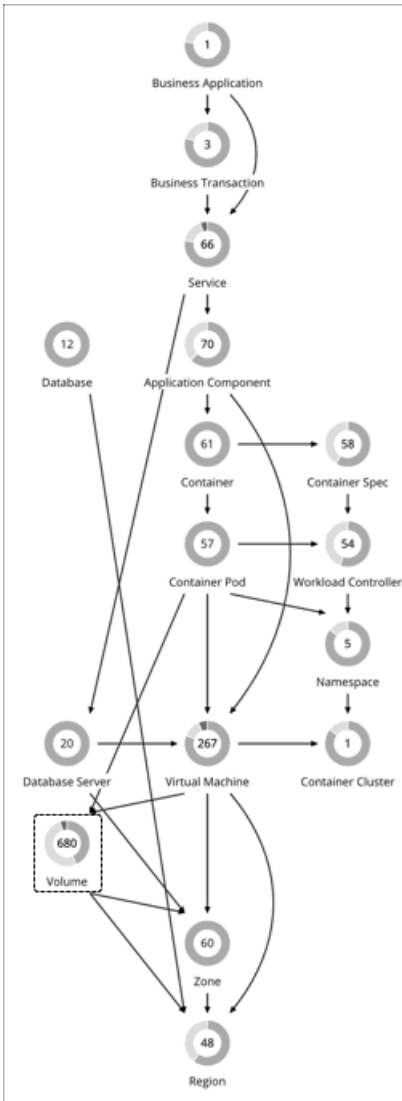 1
Business Application
3
Business Transaction
66
Service
12
Database
70
Application Component
61
Container
58
Container Spec
57
Container Pod
54
Workload Controller
5
Namespace
20
Database Server
267
Virtual Machine
1
Container Cluster
680
Volume
60
Zone
48
Region